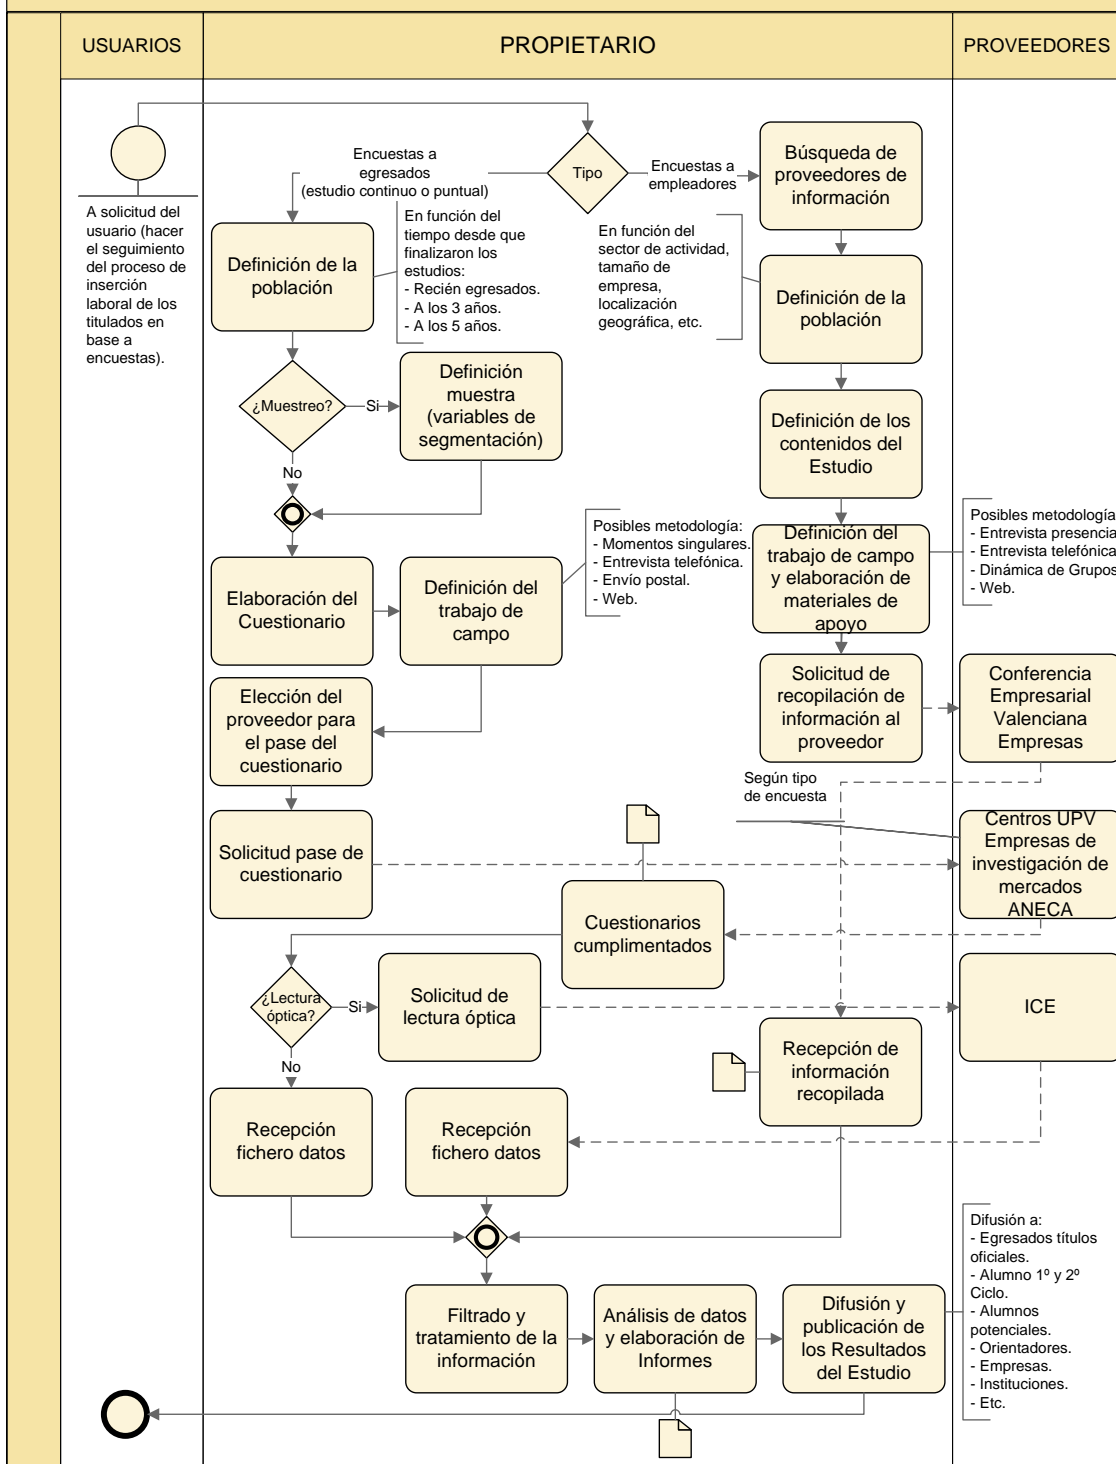 USUARIOS
PROPIETARIO
PROVEEDORES
A solicitud del
usuario (hacer
el seguimiento
del proceso de
inserción
laboral de los
titulados en
base a
encuestas).
Encuestas a
egresados
(estudio continuo o puntual)
Tipo
Encuestas a
empleadores
Búsqueda de
proveedores de
información
Definición de la
población
En función del
tiempo desde que
finalizaron los
estudios:
- Recién egresados.
- A los 3 años.
- A los 5 años.
En función del
sector de actividad,
tamaño de
empresa,
localización
geográfica, etc.
Definición de la
población
¿Muestreo?
Si
Definición
muestra
(variables de
segmentación)
No
Definición de los
contenidos del
Estudio
Elaboración del
Cuestionario
Definición del
trabajo de
campo
Posibles metodología:
- Momentos singulares.
- Entrevista telefónica.
- Envío postal.
- Web.
Definición del
trabajo de campo
y elaboración de
materiales de
apoyo
Posibles metodología
- Entrevista presencia
- Entrevista telefónica
- Dinámica de Grupos
- Web.
Elección del
proveedor para
el pase del
cuestionario
Solicitud de
recopilación de
información al
proveedor
Conferencia
Empresarial
Valenciana
Empresas
Según tipo
de encuesta
Solicitud pase de
cuestionario
Centros UPV
Empresas de
investigación de
mercados
ANECA
Cuestionarios
cumplimentados
¿Lectura
óptica?
Si
Solicitud de
lectura óptica
ICE
No
Recepción de
información
recopilada
Recepción
fichero datos
Recepción
fichero datos
Filtrado y
tratamiento de la
información
Análisis de datos
y elaboración de
Informes
Difusión y
publicación de
los Resultados
del Estudio
Difusión a:
- Egresados títulos
oficiales.
- Alumno 1º y 2º
Ciclo.
- Alumnos
potenciales.
- Orientadores.
- Empresas.
- Instituciones.
- Etc.